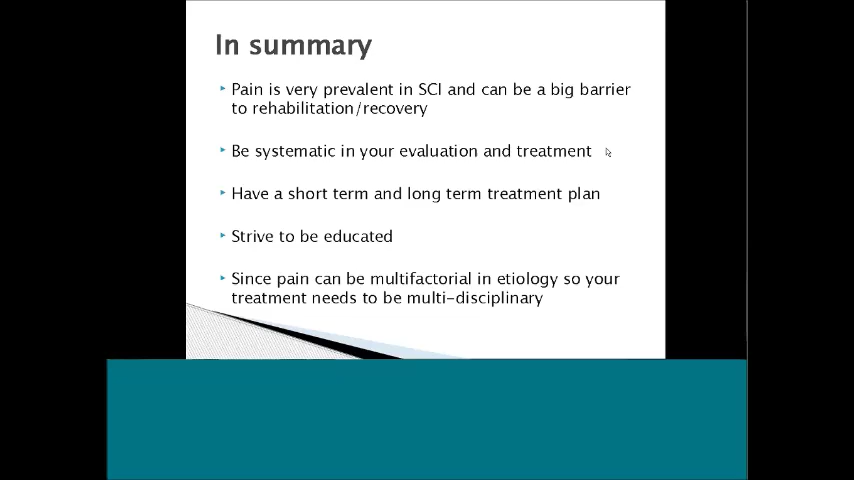 In summary
Pain is very prevalent in SCI and can be a big barrier
to rehabilitation/recovery
Be systematic in your evaluation and treatment
Have a short term and long term treatment plan
Strive to be educated
Since pain can be multifactorial in etiology so your
treatment needs to be multi-disciplinary